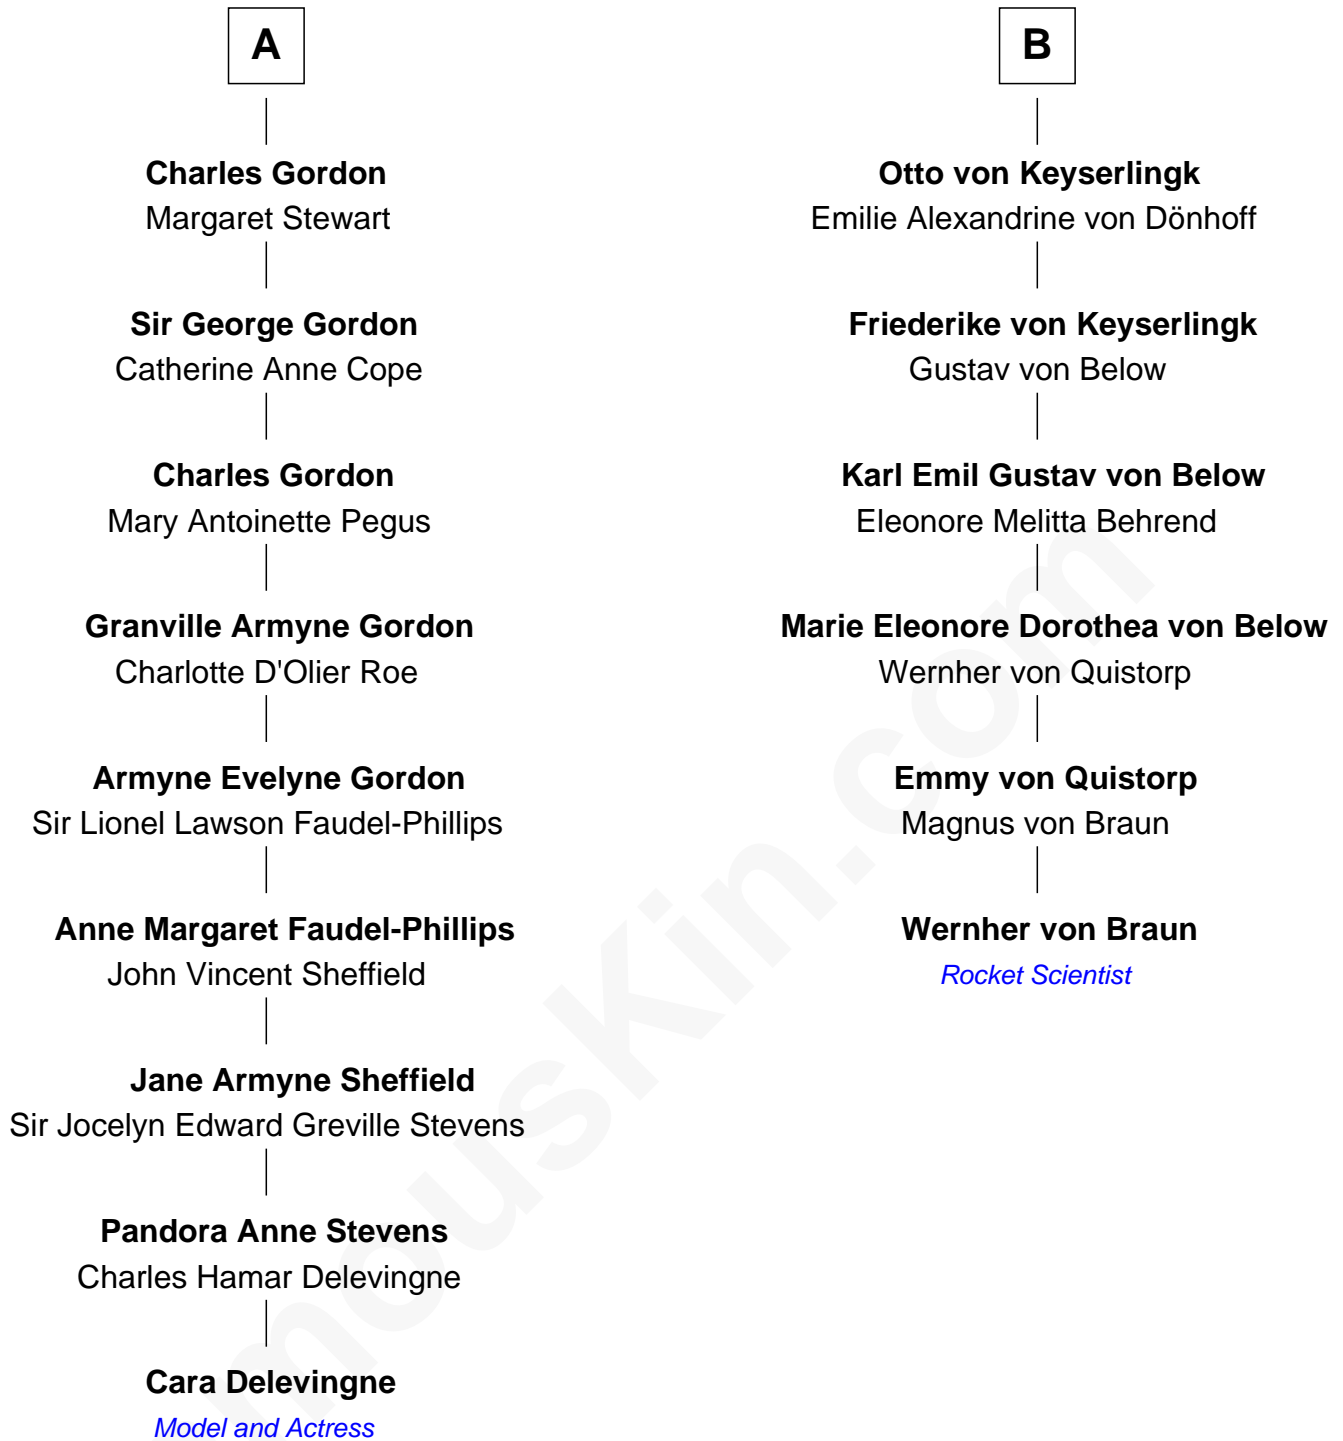 A
Charles Gordon
Margaret Stewart
Sir George Gordon
Catherine Anne Cope
Charles Gordon
Mary Antoinette Pegus
Granville Armyne Gordon
Charlotte D'Olier Roe
Armyne Evelyne Gordon
Sir Lionel Lawson Faudel-Phillips
Anne Margaret Faudel-Phillips
John Vincent Sheffield
Jane Armyne Sheffield
Sir Jocelyn Edward Greville Stevens
Pandora Anne Stevens
Charles Hamar Delevingne
Cara Delevingne
Model and Actress
B
Otto von Keyserlingk
Emilie Alexandrine von Dönhoff
Friederike von Keyserlingk
Gustav von Below
Karl Emil Gustav von Below
Eleonore Melitta Behrend
Marie Eleonore Dorothea von Below
Wernher von Quistorp
Emmy von Quistorp
Magnus von Braun
Wernher von Braun
Rocket Scientist
mousKin.com